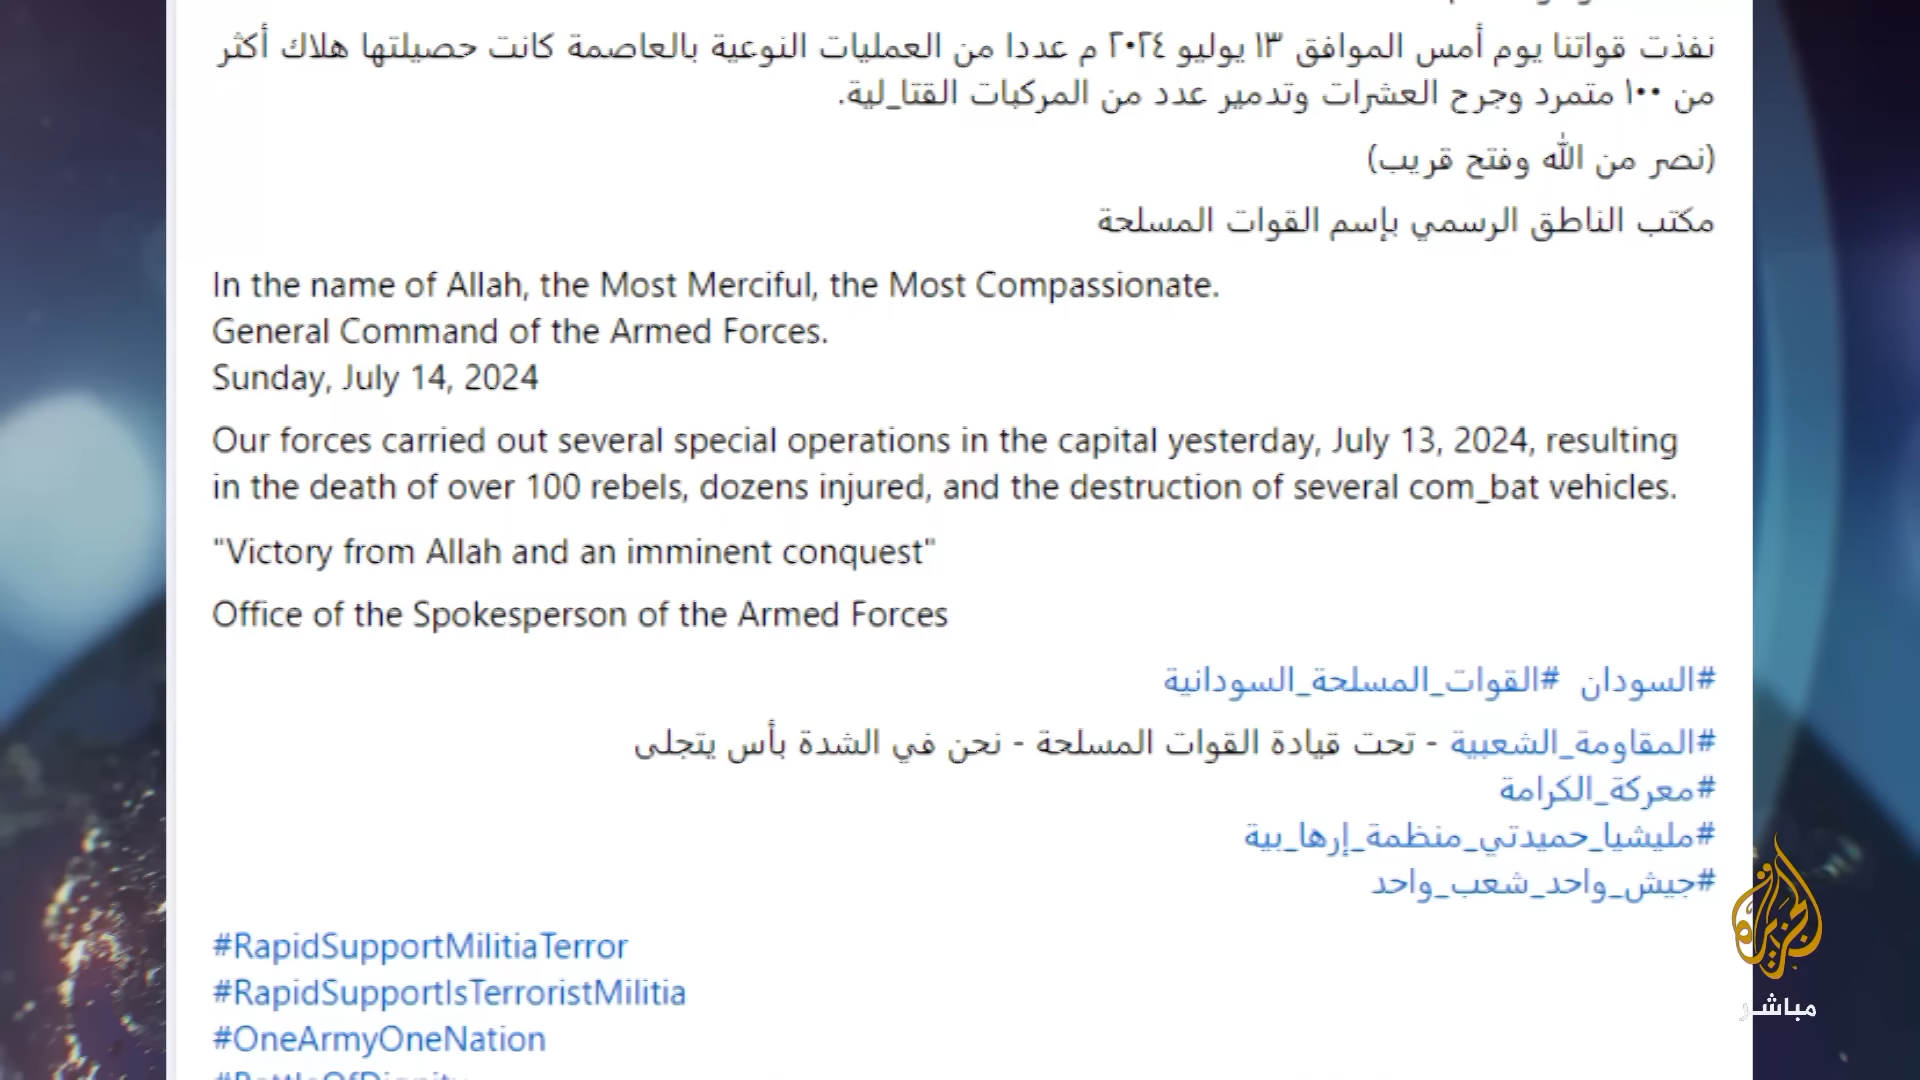 نفذت قواتنا يوم أمس الموافق ١٣ يوليو ٢٠٢٤ م عددا من العمليات النوعية بالعاصمة كانت حصيلتها هلاك أكثر
من ١٠٠ متمرد وجرح العشرات وتدمير عدد من المركبات القتا_لية.
(نصر من الله وفتح قريب)
مكتب الناطق الرسمي بإسم القوات المسلحة
In the name of Allah, the Most Merciful, the Most Compassionate.
General Command of the Armed Forces.
Sunday, July 14, 2024
Our forces carried out several special operations in the capital yesterday, July 13, 2024, resulting
in the death of over 100 rebels, dozens injured, and the destruction of several com_bat vehicles.
"Victory from Allah and an imminent conquest"
Office of the Spokesperson of the Armed Forces
#السودان #القوات_المسلحة_السودانية
#المقاومة_الشعبية - تحت قيادة القوات المسلحة - نحن في الشدة بأس يتجلى
#معركة_الكرامة
#مليشيا_حميدتي_منظمة_إرها_بية
#جيش_واحد_شعب_واحد
#RapidSupportMilitiaTerror
#RapidSupportIsTerroristMilitia
#OneArmyOneNation
#BattleOfDignity
الجزيرة
مباشر